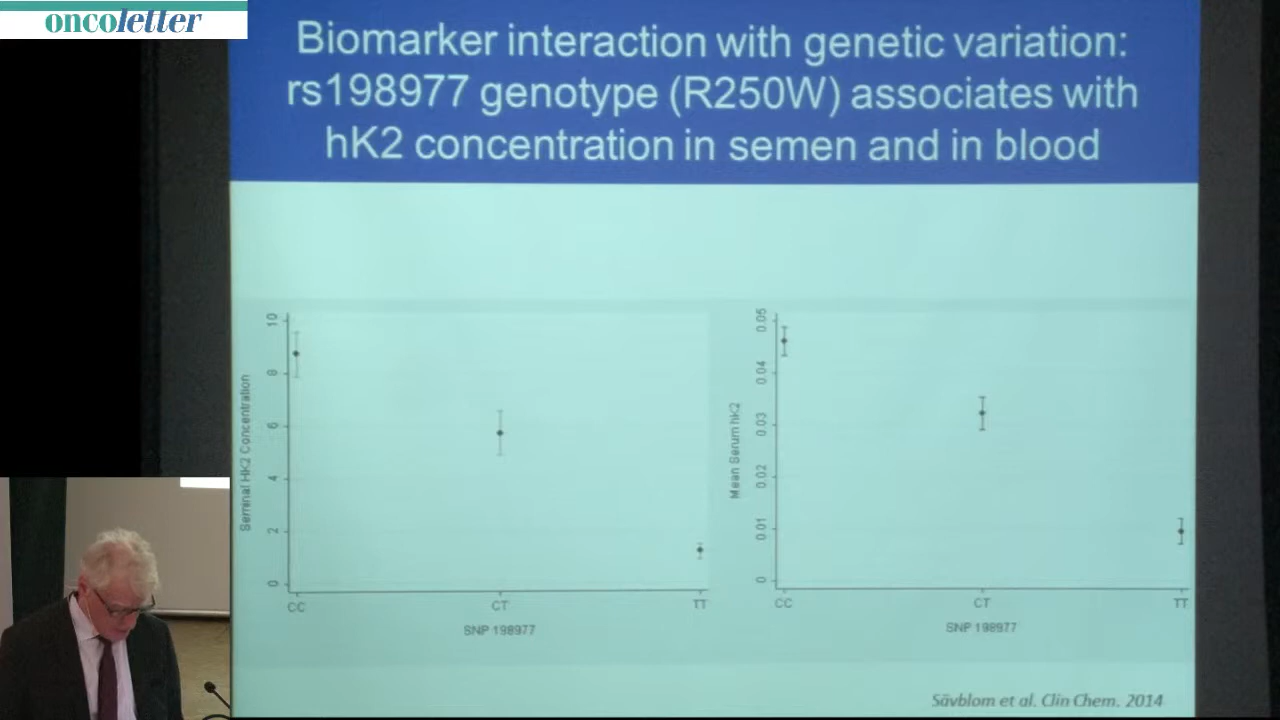 oncoletter
Biomarker interaction with genetic variation:
rs198977 genotype (R250W) associates with
hK2 concentration in semen and in blood
10
8
6
4
2
0
Seminal HK2 Concentration
CC
CT
TT
SNP 198977
0.05
0.04
0.03
0.02
0.01
0
Mean Serum hK2
CC
CT
TT
SNP 198977
Sävblom et al. Clin Chem. 2014